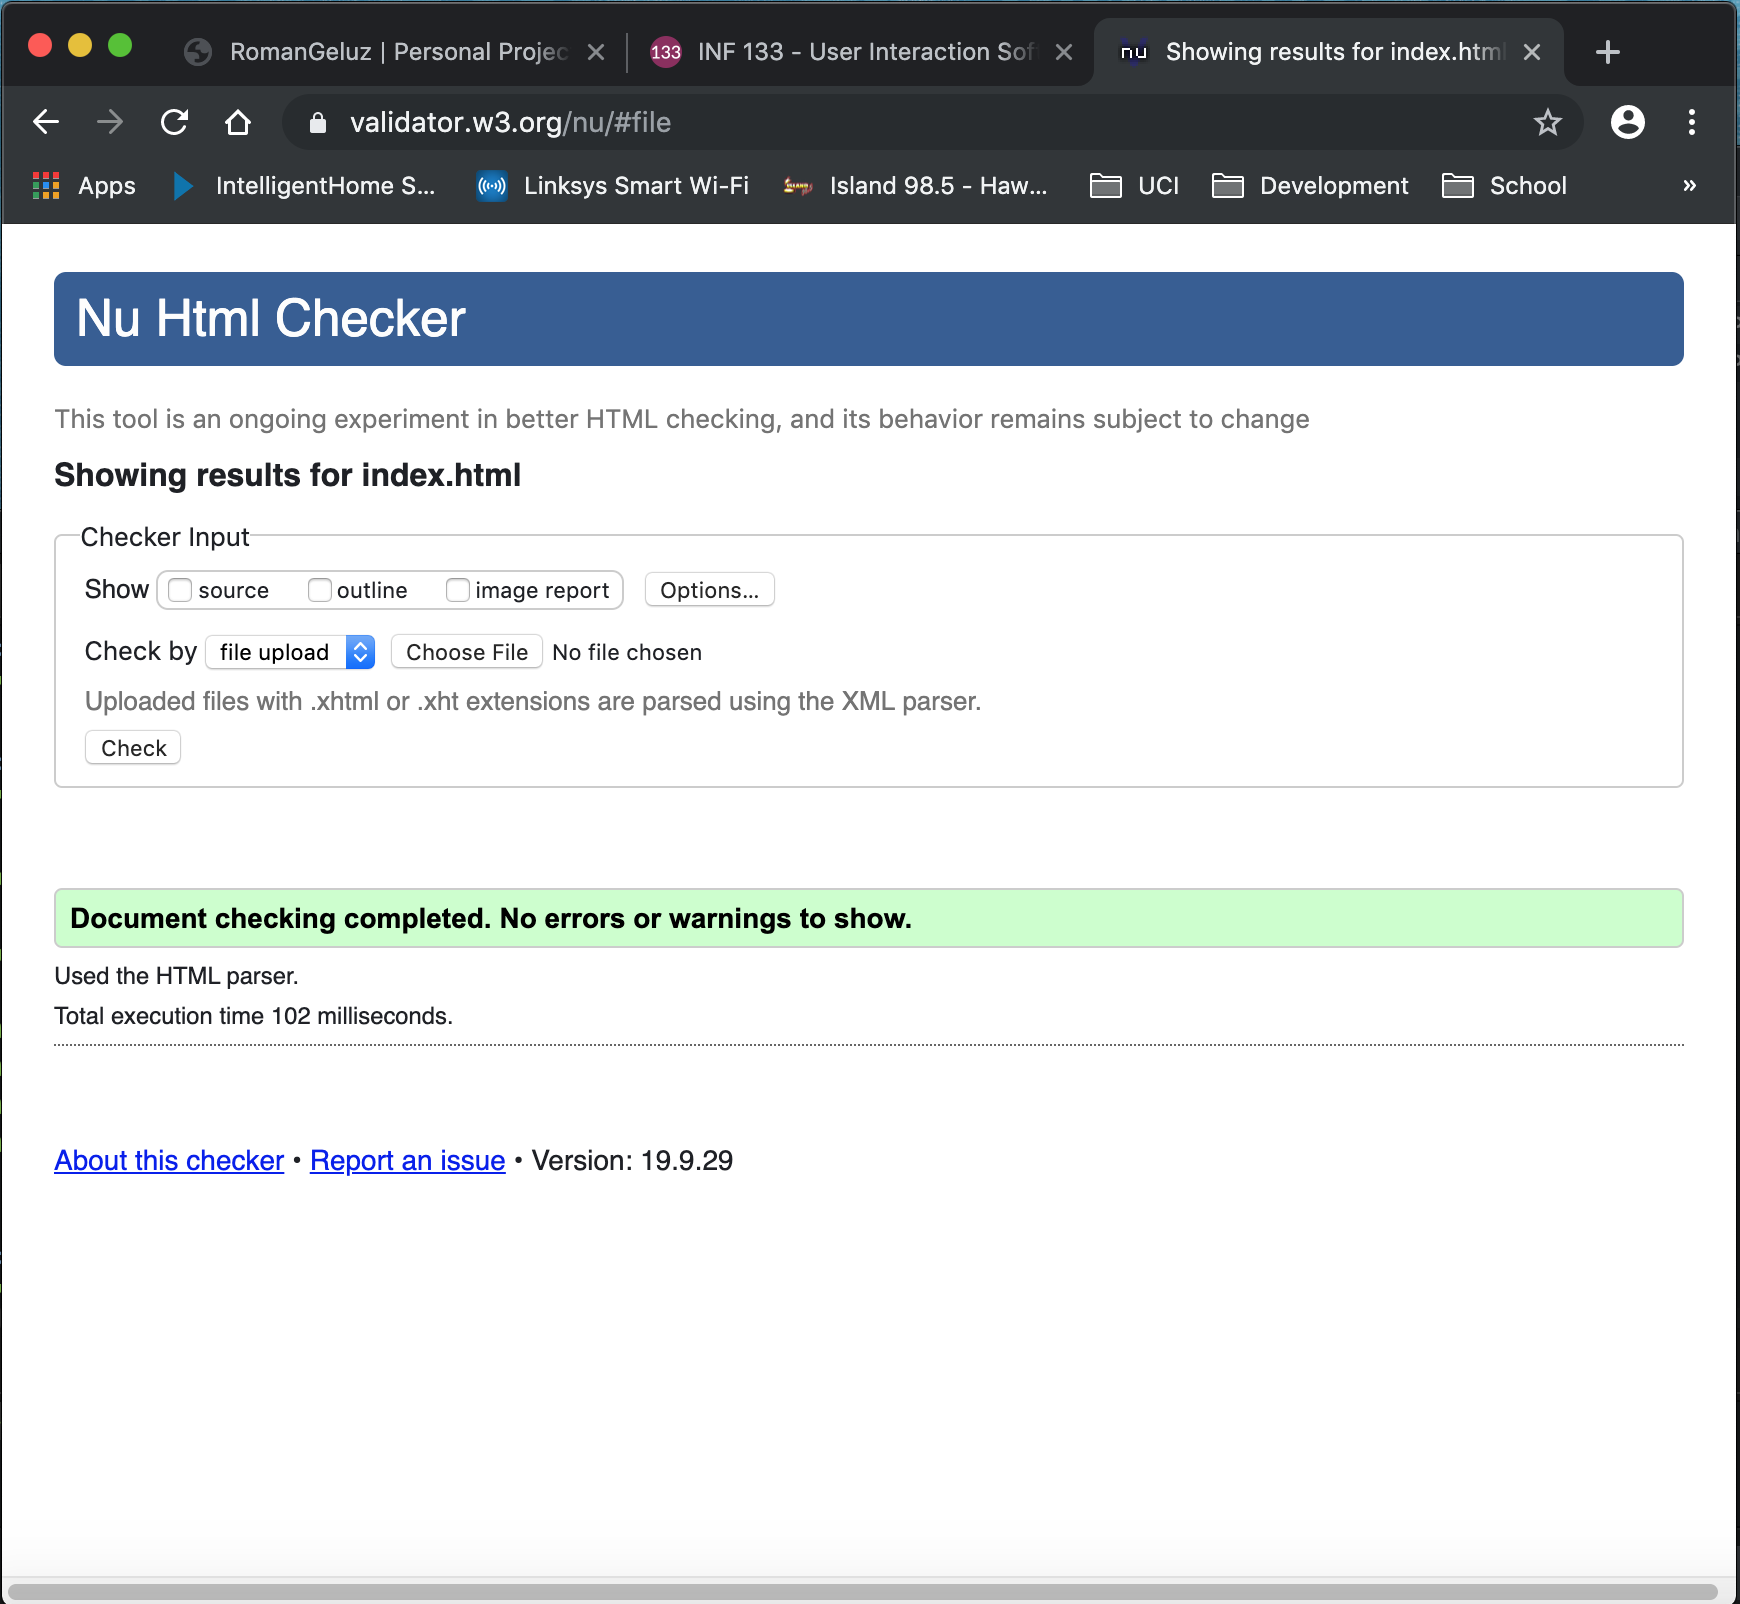 RomanGeluz | Personal Projec
133 INF 133 - User Interaction Sof
nu Showing results for index.html
validator.w3.org/nu/#file
Apps IntelligentHome S... Linksys Smart Wi-Fi Island 98.5 - Haw... UCI Development School »
Nu Html Checker
This tool is an ongoing experiment in better HTML checking, and its behavior remains subject to change
Showing results for index.html
Checker Input
Show source outline image report Options...
Check by file upload Choose File No file chosen
Uploaded files with .xhtml or .xht extensions are parsed using the XML parser.
Check
Document checking completed. No errors or warnings to show.
Used the HTML parser.
Total execution time 102 milliseconds.
About this checker • Report an issue • Version: 19.9.29